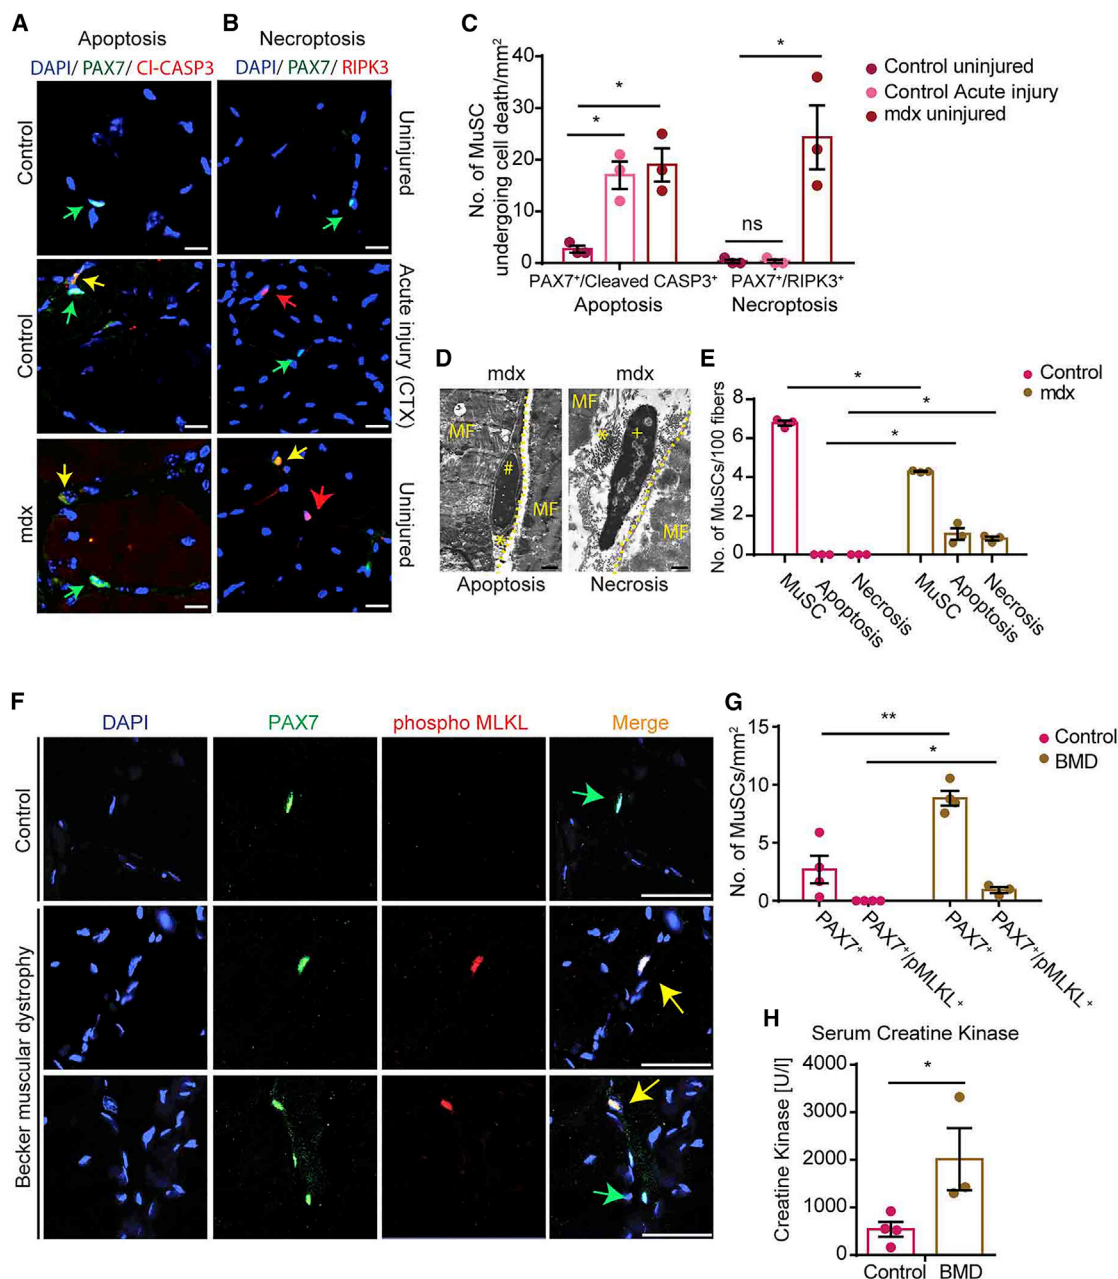 A
Apoptosis
DAPI/ PAX7/ Cl-CASP3
B
Necroptosis
DAPI/ PAX7/ RIPK3
Control
Uninjured
Control
Acute injury (CTX)
mdx
Uninjured
C
No. of MuSC
undergoing cell death/mm²
40
30
20
10
0
*
*
*
ns
PAX7⁺/Cleaved CASP3⁺
Apoptosis
PAX7⁺/RIPK3⁺
Necroptosis
Control uninjured
Control Acute injury
mdx uninjured
D
mdx
mdx
MF
#
MF
*
MF
*
+
MF
Apoptosis
Necrosis
E
Control
mdx
No. of MuSCs/100 fibers
8
6
4
2
0
*
*
*
MuSC
Apoptosis
Necrosis
MuSC
Apoptosis
Necrosis
F
DAPI
PAX7
phospho MLKL
Merge
Control
Becker muscular dystrophy
G
Control
BMD
No. of MuSCs/mm²
15
10
5
0
**
*
PAX7⁺
PAX7⁺/pMLKL⁺
PAX7⁺
PAX7⁺/pMLKL⁺
H
Serum Creatine Kinase
Creatine Kinase [U/l]
4000
3000
2000
1000
0
*
Control
BMD